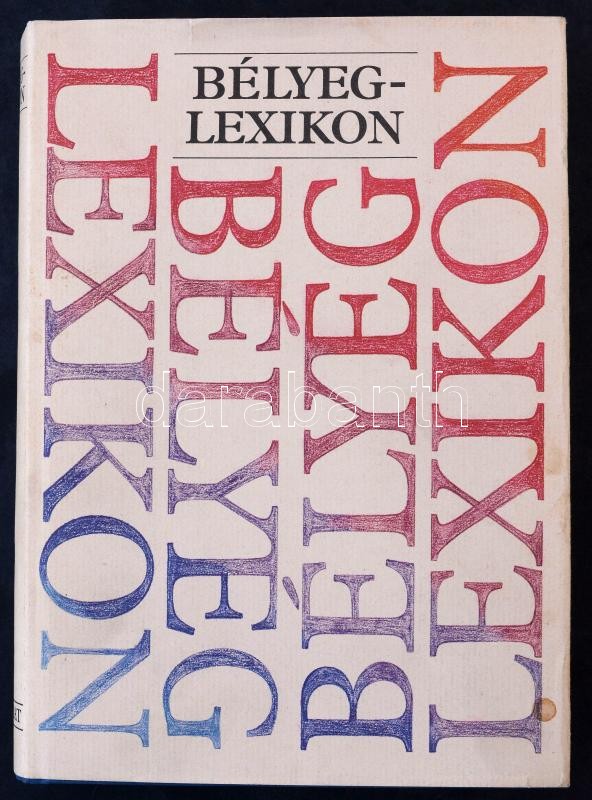 BÉLYEG-
LEXIKON
LEXIKON
BÉLYEG
BÉLYEG
LEXIKON
darabanth